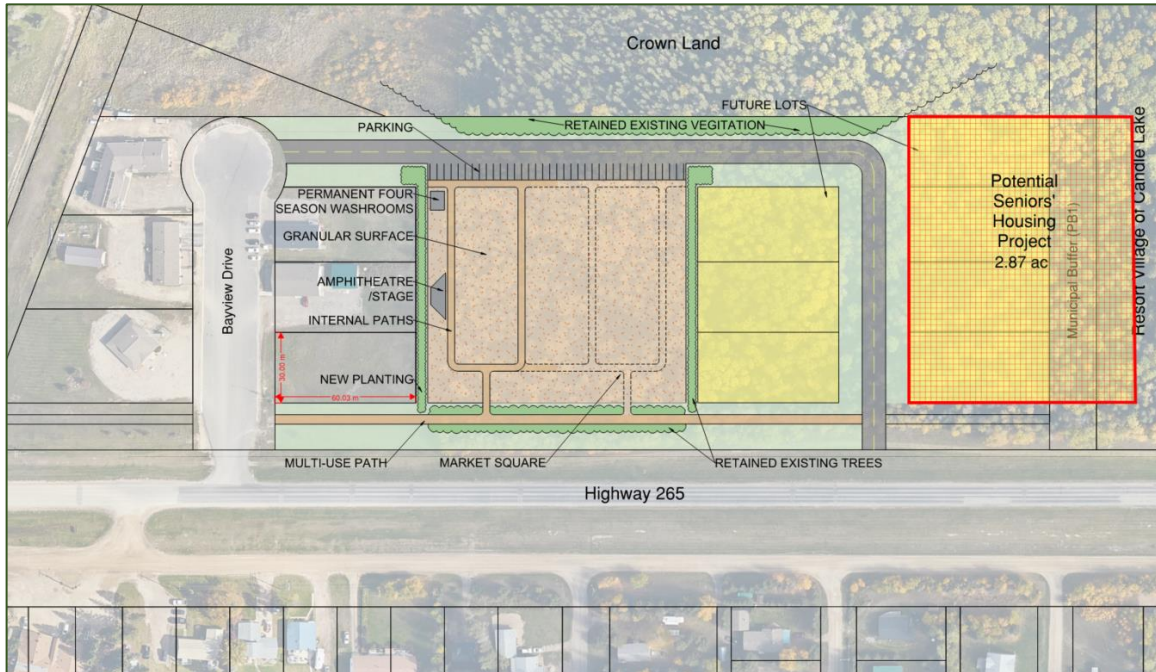 Crown Land
FUTURE LOTS
PARKING
RETAINED EXISTING VEGITATION
PERMANENT FOUR
SEASON WASHROOMS
GRANULAR SURFACE
AMPHITHEATRE
/STAGE
INTERNAL PATHS
NEW PLANTING
Bayview Drive
30.00 m
60.03 m
Potential
Seniors'
Housing
Project
2.87 ac
Municipal Buffer (PB1)
Resort Village of Candle Lake
MULTI-USE PATH
MARKET SQUARE
RETAINED EXISTING TREES
Highway 265